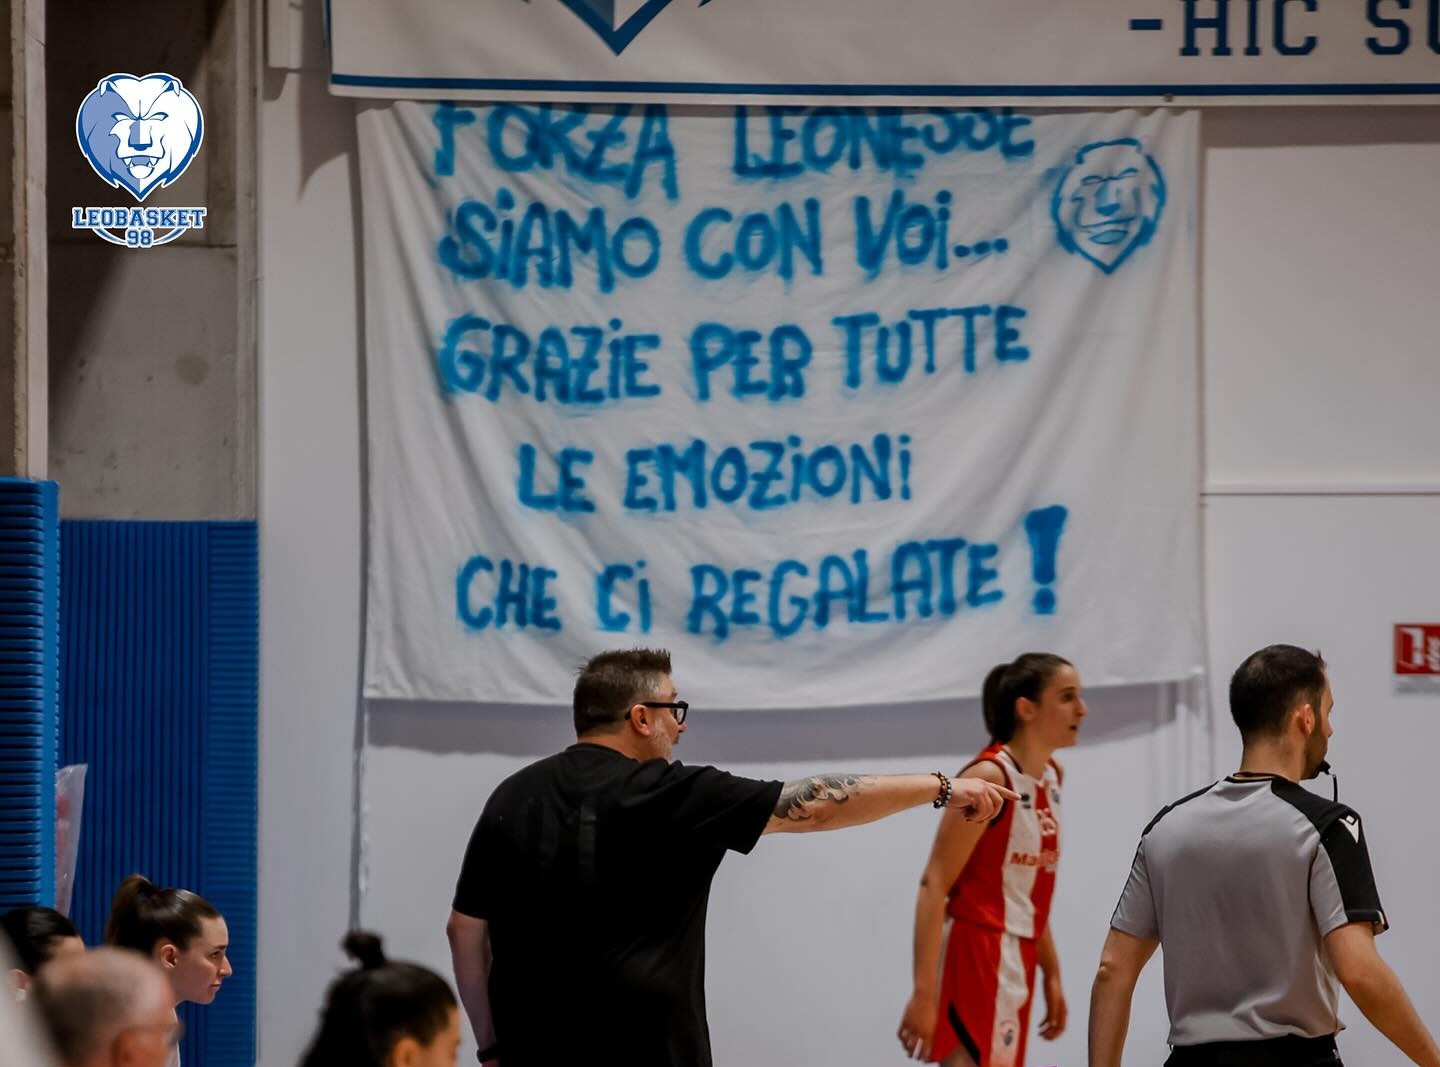 -HIC SU
LEOBASKET
98
FORZA LEONESSE
SiAMO CON VOi...
GRAZiE PER TUTTE
LE EMOZiONi
CHE Ci REGALATE!